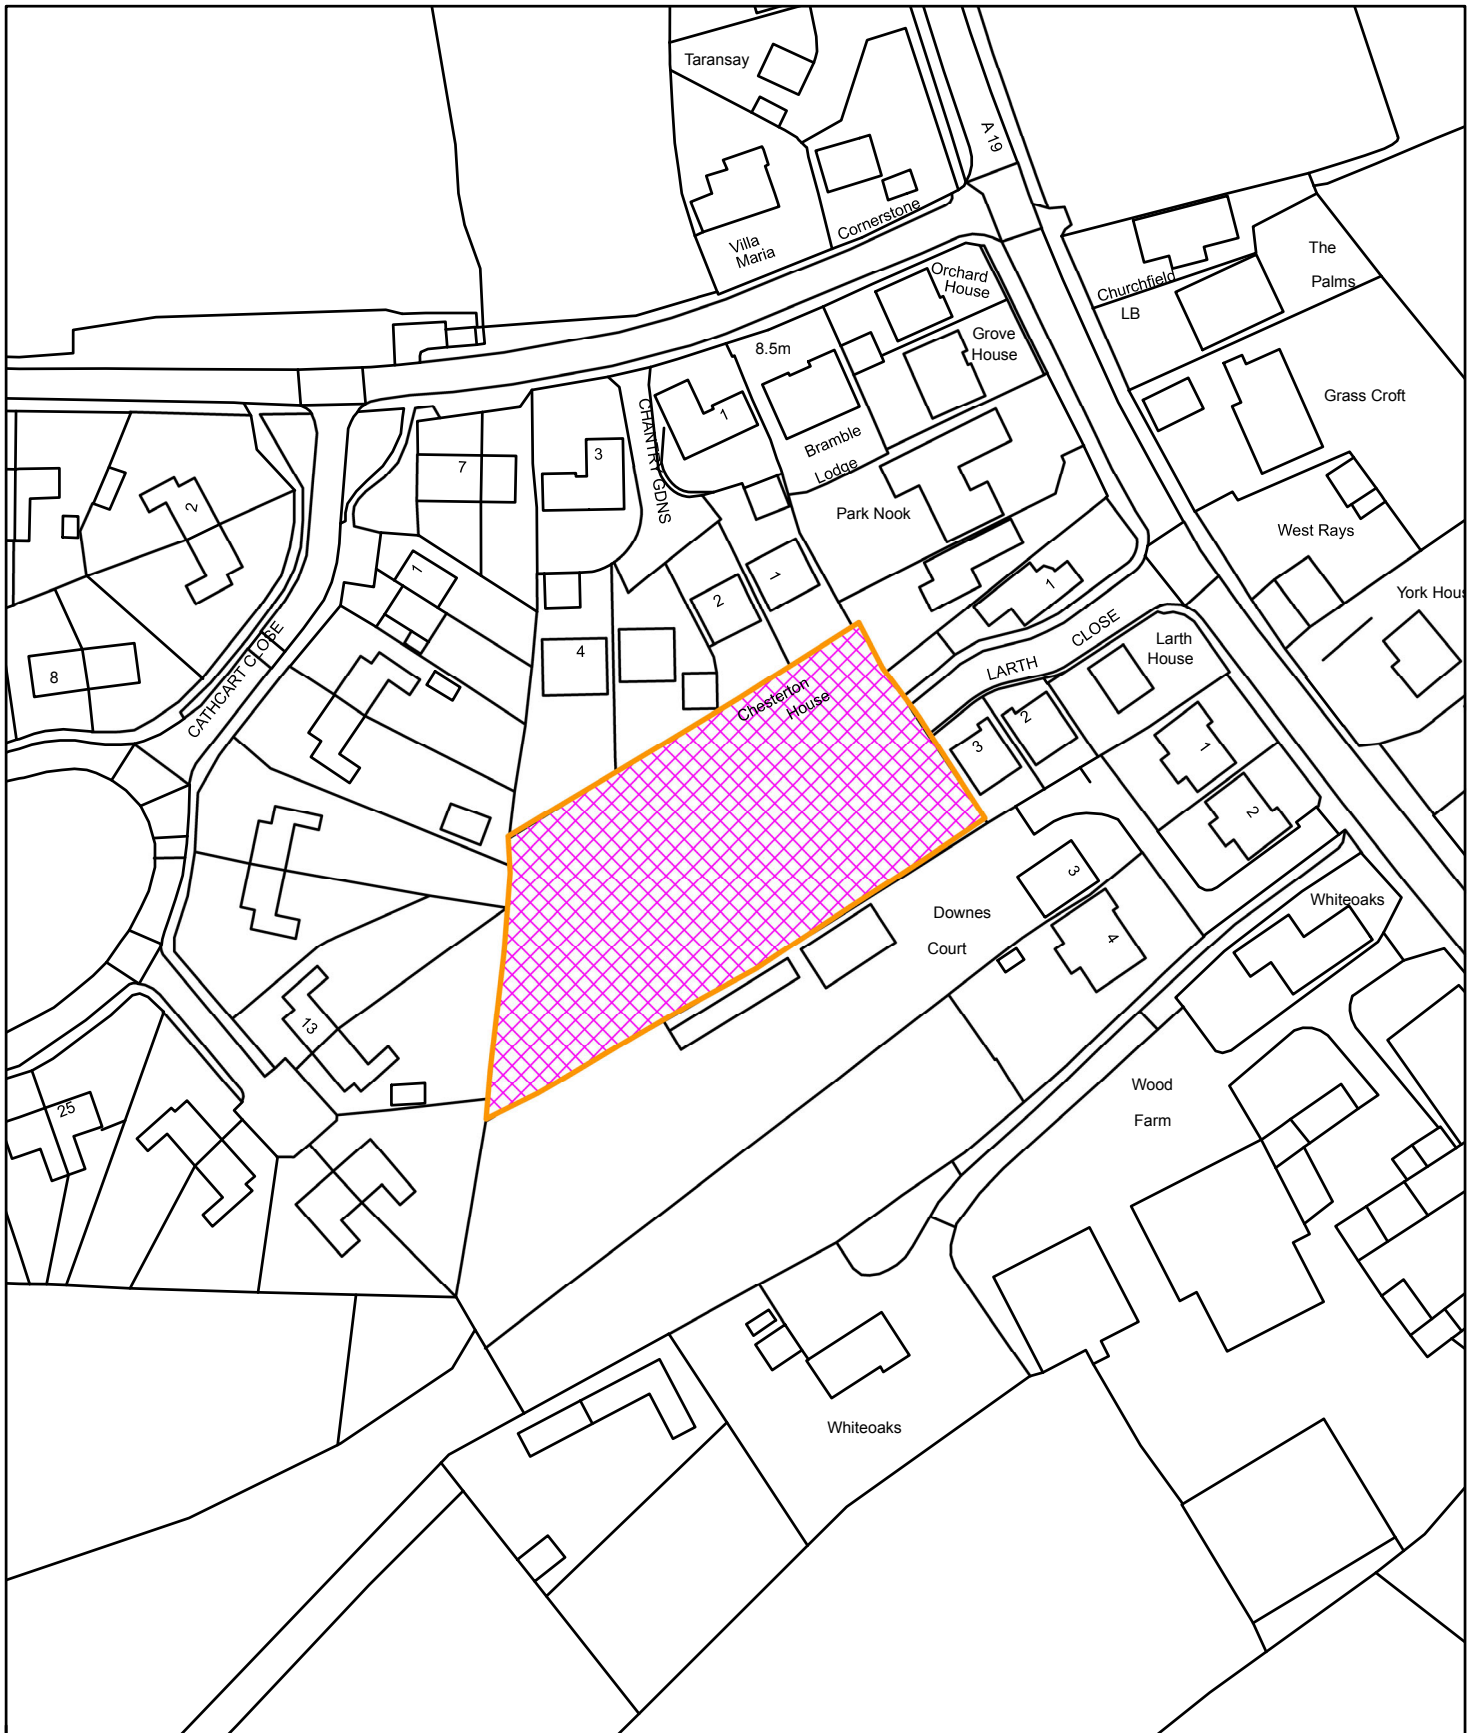 Taransay
A 19
Villa
Maria
Cornerstone
Orchard
House
Churchfield
LB
The
Palms
8.5m
Grove
House
Grass Croft
CHANTRY GDNS
1
Bramble
Lodge
3
7
2
Park Nook
West Rays
York Hous
1
1
2
1
CLOSE
LARTH
Larth
House
4
8
CATHCART CLOSE
Chesterton
House
2
3
1
2
3
Downes
Court
4
Whiteoaks
13
25
Wood
Farm
Whiteoaks